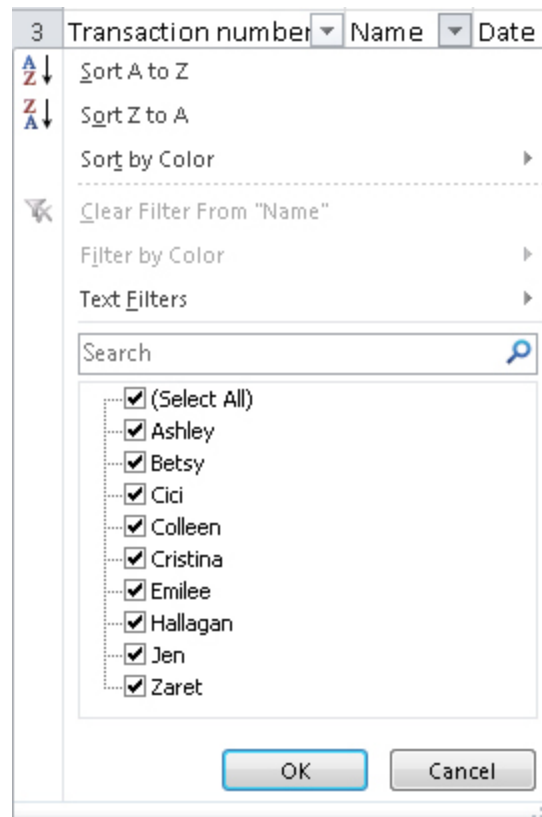 3 Transaction number Name Date
A Z Sort A to Z
Z A Sort Z to A
Sort by Color
Clear Filter From "Name"
Filter by Color
Text Filters
Search
(Select All)
Ashley
Betsy
Cici
Colleen
Cristina
Emilee
Hallagan
Jen
Zaret
OK Cancel